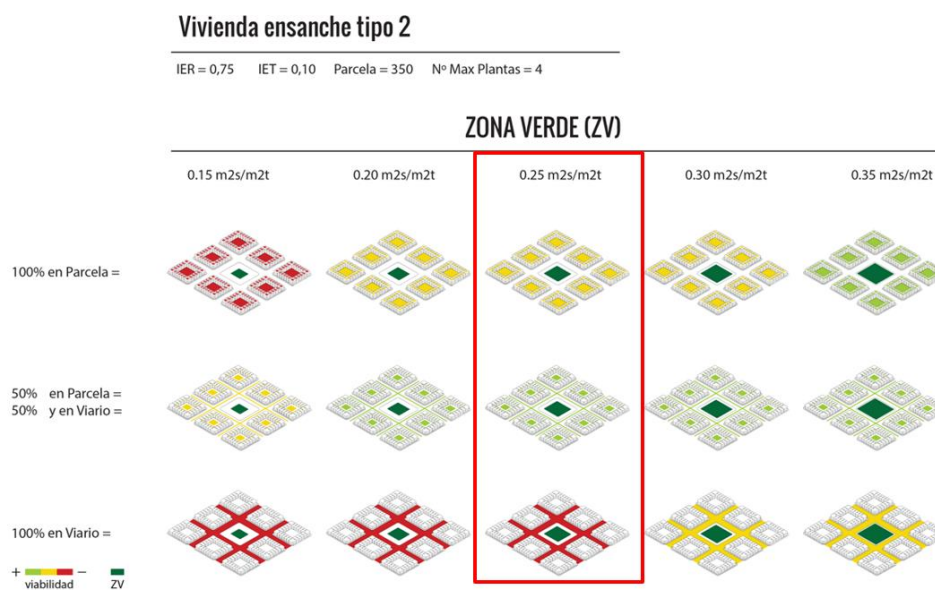 Vivienda ensanche tipo 2
IER = 0,75 IET = 0,10 Parcela = 350 Nº Max Plantas = 4
ZONA VERDE (ZV)
0.15 m2s/m2t 0.20 m2s/m2t 0.25 m2s/m2t 0.30 m2s/m2t 0.35 m2s/m2t
100% en Parcela =
50% en Parcela =
50% y en Viario =
100% en Viario =
+ -
viabilidad ZV